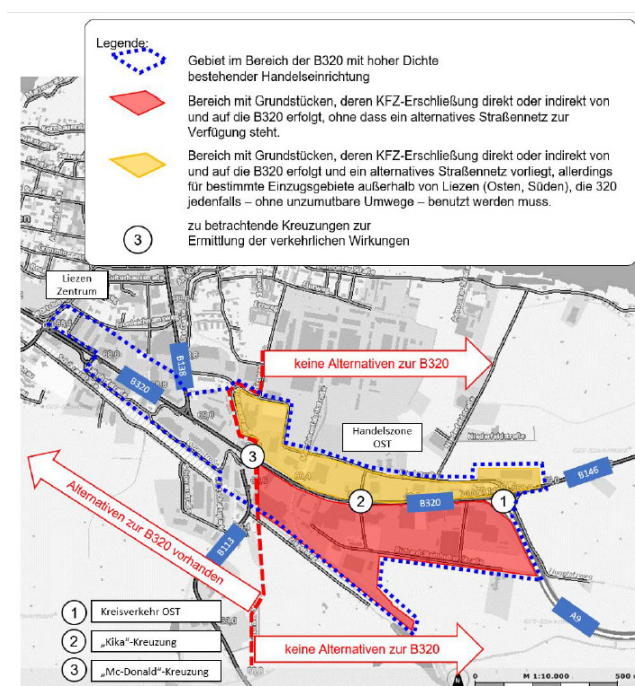 Legende:
Gebiet im Bereich der B320 mit hoher Dichte
bestehender Handelseinrichtung
Bereich mit Grundstücken, deren KFZ-Erschließung direkt oder indirekt von
und auf die B320 erfolgt, ohne dass ein alternatives Straßennetz zur
Verfügung steht.
Bereich mit Grundstücken, deren KFZ-Erschließung direkt oder indirekt von
und auf die B320 erfolgt und ein alternatives Straßennetz vorliegt, allerdings
für bestimmte Einzugsgebiete außerhalb von Liezen (Osten, Süden), die 320
jedenfalls – ohne unzumutbare Umwege – benutzt werden muss.
3
zu betrachtende Kreuzungen zur
Ermittlung der verkehrlichen Wirkungen
Liezen
Zentrum
B320
B138
keine Alternativen zur B320
Handelszone
OST
3
2
B320
1
B146
Alternativen zur B320 vorhanden
B113
A9
1 Kreisverkehr OST
2 „Kika"-Kreuzung
3 „Mc-Donald"-Kreuzung
keine Alternativen zur B320
0 M 1:10.000 500